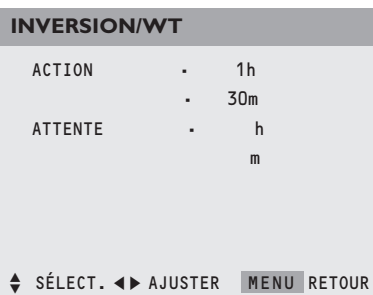 INVERSION/WT
ACTION · 1h
· 30m
ATTENTE · h
m
SÉLECT. ◀▶ AJUSTER MENU RETOUR